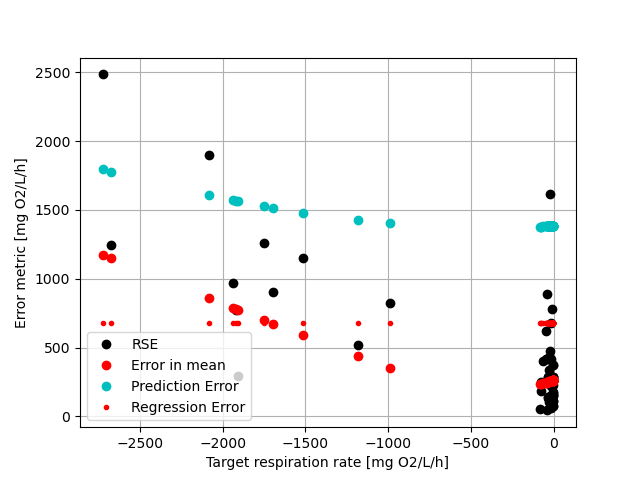 2500
2000
1500
1000
500
0
Error metric [mg O2/L/h]
RSE
Error in mean
Prediction Error
Regression Error
−2500 −2000 −1500 −1000 −500 0
Target respiration rate [mg O2/L/h]